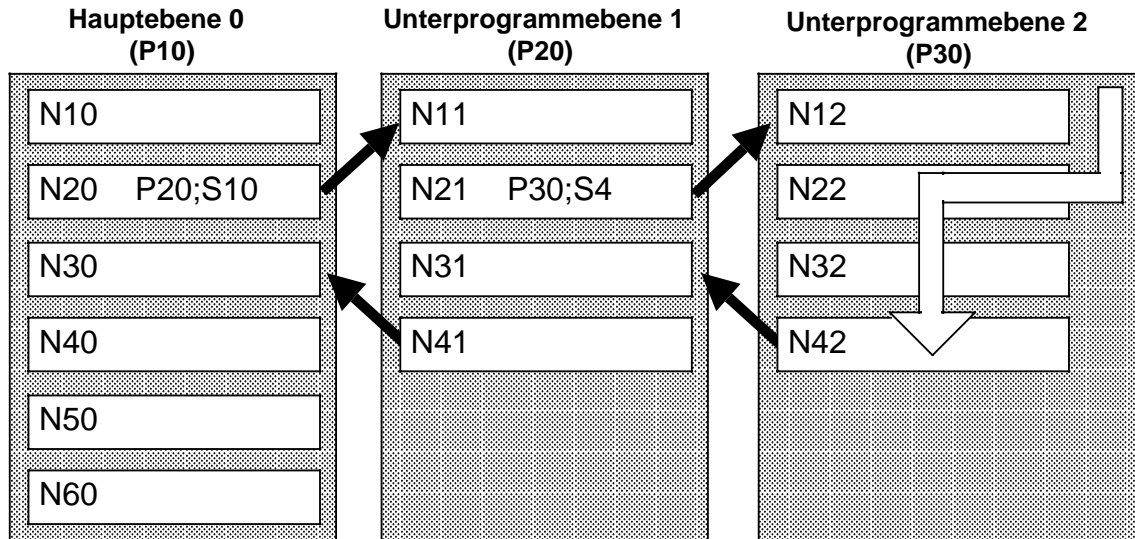 Hauptebene 0
(P10)
N10
N20 P20;S10
N30
N40
N50
N60
Unterprogrammebene 1
(P20)
N11
N21 P30;S4
N31
N41
Unterprogrammebene 2
(P30)
N12
N22
N32
N42